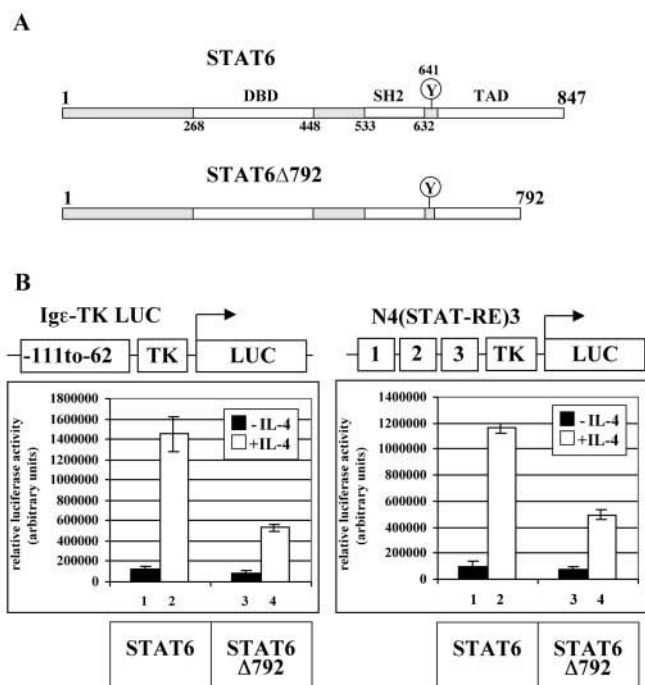 A
STAT6
641
1 DBD SH2 Y TAD 847
268 448 533 632
STAT6Δ792
1 Y 792
B
Igε-TK LUC
-111to-62 TK LUC
relative luciferase activity
(arbitrary units)
1800000
1600000
1400000
1200000
1000000
800000
600000
400000
200000
0
- IL-4
+IL-4
1 2 3 4
STAT6 STAT6
Δ792
N4(STAT-RE)3
1 2 3 TK LUC
relative luciferase activity
(arbitrary units)
1400000
1200000
1000000
800000
600000
400000
200000
0
- IL-4
+IL-4
1 2 3 4
STAT6 STAT6
Δ792